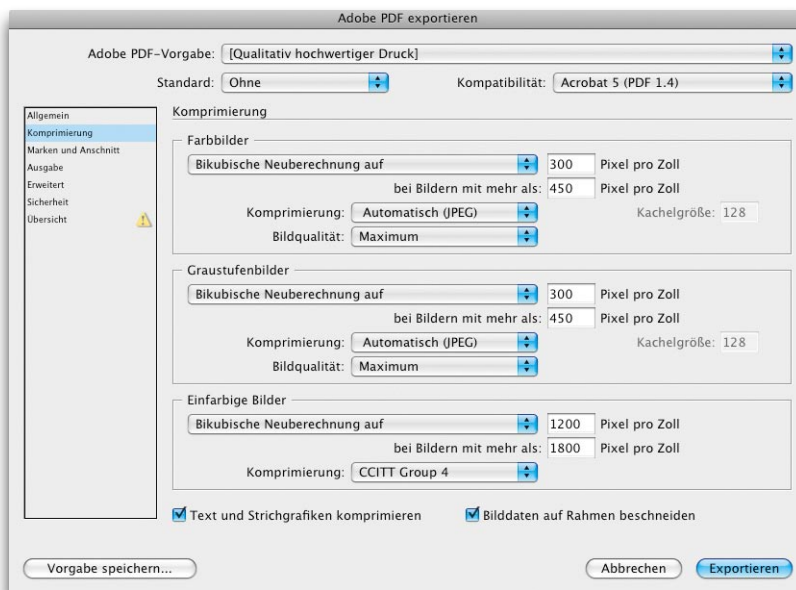 Adobe PDF exportieren
Adobe PDF-Vorgabe: [Qualitativ hochwertiger Druck]
Standard: Ohne Kompatibilität: Acrobat 5 (PDF 1.4)
Allgemein
Komprimierung
Marken und Anschnitt
Ausgabe
Erweitert
Sicherheit
Übersicht
Komprimierung
Farbbilder
Bikubische Neuberechnung auf 300 Pixel pro Zoll
bei Bildern mit mehr als: 450 Pixel pro Zoll
Komprimierung: Automatisch (JPEG) Kachelgröße: 128
Bildqualität: Maximum
Graustufenbilder
Bikubische Neuberechnung auf 300 Pixel pro Zoll
bei Bildern mit mehr als: 450 Pixel pro Zoll
Komprimierung: Automatisch (JPEG) Kachelgröße: 128
Bildqualität: Maximum
Einfarbige Bilder
Bikubische Neuberechnung auf 1200 Pixel pro Zoll
bei Bildern mit mehr als: 1800 Pixel pro Zoll
Komprimierung: CCITT Group 4
Text und Strichgrafiken komprimieren Bilddaten auf Rahmen beschneiden
Vorgabe speichern... Abbrechen Exportieren